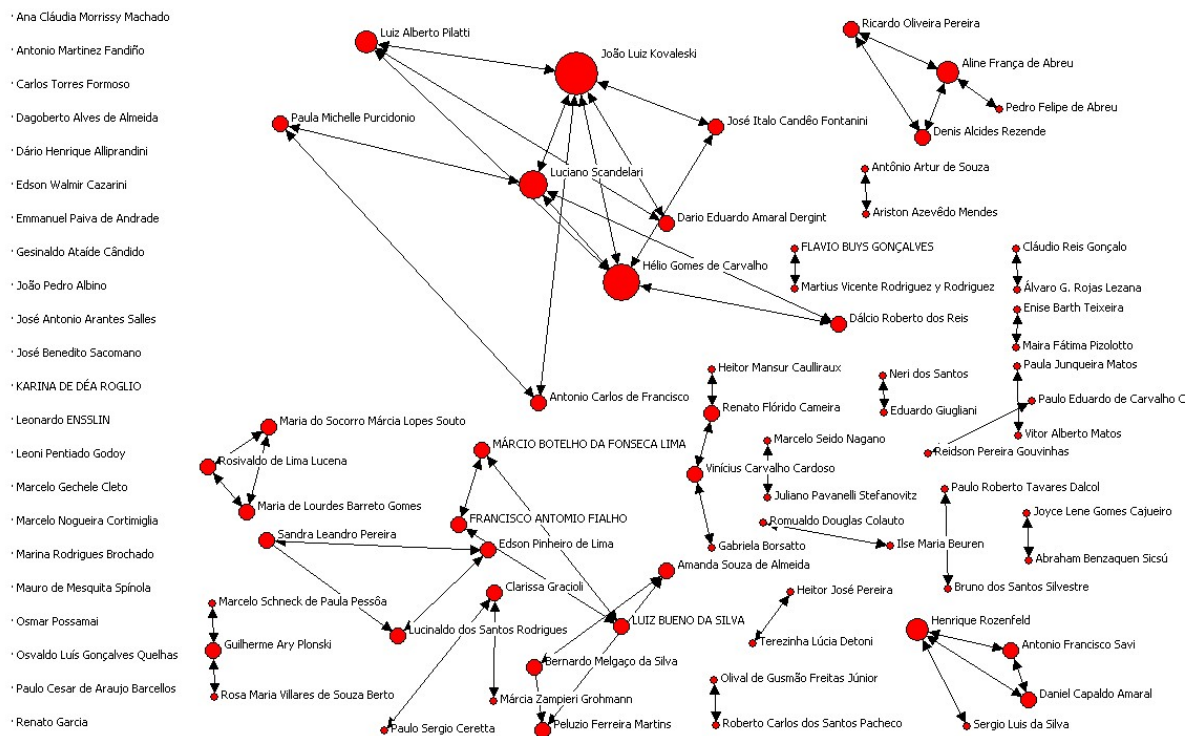 Ana Cláudia Morrissy Machado
Antonio Martinez Fandiño
Carlos Torres Formoso
Dagoberto Alves de Almeida
Dário Henrique Alliprandini
Edson Walmir Cazarini
Emmanuel Paiva de Andrade
Gesinaldo Ataíde Cândido
João Pedro Albino
José Antonio Arantes Salles
José Benedito Sacomano
KARINA DE DÉA ROGLIO
Leonardo ENSSLIN
Leoni Pentiado Godoy
Marcelo Gechele Cleto
Marcelo Nogueira Cortimiglia
Marina Rodrigues Brochado
Mauro de Mesquita Spínola
Osmar Possamai
Osvaldo Luís Gonçalves Quelhas
Paulo Cesar de Araujo Barcellos
Renato Garcia
Luiz Alberto Pilatti
João Luiz Kovaleski
Paula Michelle Purcidonio
José Italo Candêo Fontanini
Luciano Scandelari
Dario Eduardo Amaral Dergint
Hélio Gomes de Carvalho
Dálcio Roberto dos Reis
Antonio Carlos de Francisco
Ricardo Oliveira Pereira
Aline França de Abreu
Pedro Felipe de Abreu
Denis Alcides Rezende
Antônio Artur de Souza
Ariston Azevêdo Mendes
FLAVIO BUYS GONÇALVES
Martius Vicente Rodriguez y Rodriguez
Cláudio Reis Gonçalo
Álvaro G. Rojas Lezana
Enise Barth Teixeira
Maira Fátima Pizolotto
Paula Junqueira Matos
Paulo Eduardo de Carvalho C
Vitor Alberto Matos
Reidson Pereira Gouvinhas
Heitor Mansur Caulliraux
Renato Flórido Cameira
Vinícius Carvalho Cardoso
Gabriela Borsatto
Neri dos Santos
Eduardo Giugliani
Marcelo Seido Nagano
Juliano Pavanelli Stefanovitz
Romualdo Douglas Colauto
Ilse Maria Beuren
Paulo Roberto Tavares Dalcol
Bruno dos Santos Silvestre
Joyce Lene Gomes Cajueiro
Abraham Benzaquen Sicsú
Maria do Socorro Márcia Lopes Souto
Rosivaldo de Lima Lucena
Maria de Lourdes Barreto Gomes
MÁRCIO BOTELHO DA FONSECA LIMA
FRANCISCO ANTOMIO FIALHO
LUIZ BUENO DA SILVA
Sandra Leandro Pereira
Edson Pinheiro de Lima
Lucinaldo dos Santos Rodrigues
Clarissa Gracioli
Márcia Zampieri Grohmann
Paulo Sergio Ceretta
Amanda Souza de Almeida
Bernardo Melgaço da Silva
Peluzio Ferreira Martins
Marcelo Schneck de Paula Pessôa
Guilherme Ary Plonski
Rosa Maria Villares de Souza Berto
Heitor José Pereira
Terezinha Lúcia Detoni
Olival de Gusmão Freitas Júnior
Roberto Carlos dos Santos Pacheco
Henrique Rozenfeld
Antonio Francisco Savi
Daniel Capaldo Amaral
Sergio Luis da Silva